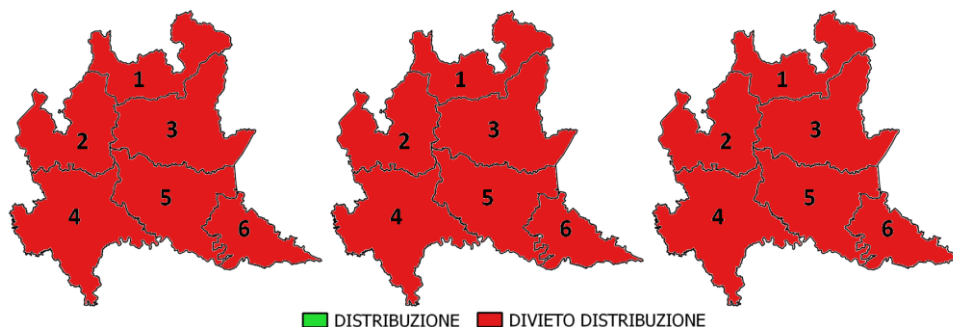 1 1 1
2 3 2 3 2 3
4 5 6 4 5 6 4 5 6
DISTRIBUZIONE DIVIETO DISTRIBUZIONE